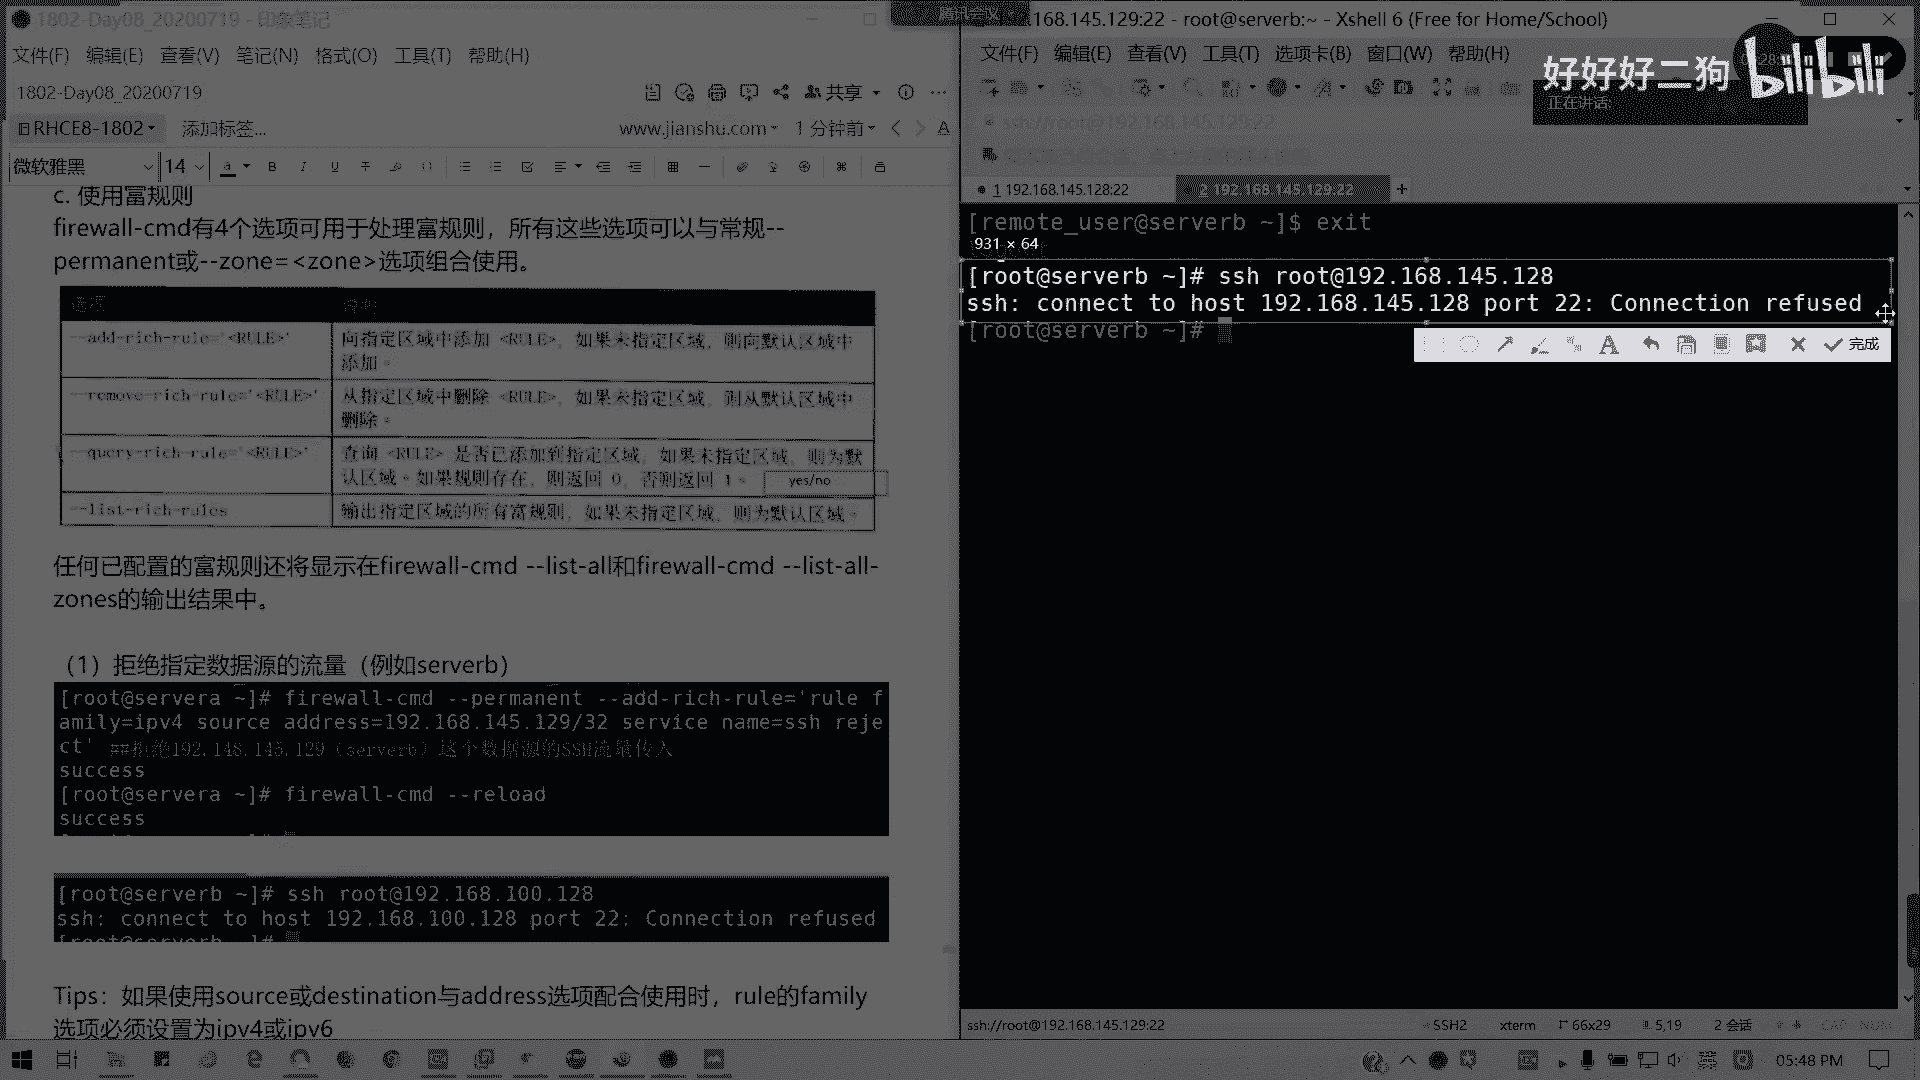 1802-Day08_20200719 - 印象笔记
文件(F) 编辑(E) 查看(V) 笔记(N) 格式(O) 工具(T) 帮助(H)
1802-Day08_20200719
共享
RHCE8-1802
添加标签...
www.jianshu.com
1 分钟前
微软雅黑
14
c. 使用富规则
firewall-cmd有4个选项可用于处理富规则，所有这些选项可以与常规--
permanent或--zone=<zone>选项组合使用。
--add-rich-rule='<RULE>'
向指定区域中添加 <RULE>，如果未指定区域，则向默认区域中
添加。
--remove-rich-rule='<RULE>'
从指定区域中删除 <RULE>，如果未指定区域，则从默认区域中
删除。
--query-rich-rule='<RULE>'
查询 <RULE> 是否已添加到指定区域，如果未指定区域，则为默
认区域。如果规则存在，则返回 0，否则返回 1。
yes/no
--list-rich-rules
输出指定区域的所有富规则，如果未指定区域，则为默认区域。
任何已配置的富规则还将显示在firewall-cmd --list-all和firewall-cmd --list-all-
zones的输出结果中。
（1）拒绝指定数据源的流量（例如serverb）
[root@servera ~]# firewall-cmd --permanent --add-rich-rule='rule f
amily=ipv4 source address=192.168.145.129/32 service name=ssh reje
ct' ##拒绝192.148.145.129（serverb）这个数据源的SSH流量传入
success
[root@servera ~]# firewall-cmd --reload
success
[root@serverb ~]# ssh root@192.168.100.128
ssh: connect to host 192.168.100.128 port 22: Connection refused
[root@serverb ~]#
Tips：如果使用source或destination与address选项配合使用时，rule的family
选项必须设置为ipv4或ipv6
腾讯会议
.168.145.129:22 - root@serverb:~ - Xshell 6 (Free for Home/School)
文件(F) 编辑(E) 查看(V) 工具(T) 选项卡(B) 窗口(W) 帮助(H)
好好好二狗
bilibili
正在讲话:
ssh://root@192.168.145.129:22
1 192.168.145.128:22
2 192.168.145.129:22
[remote_user@serverb ~]$ exit
931 × 64
[root@serverb ~]# ssh root@192.168.145.128
ssh: connect to host 192.168.145.128 port 22: Connection refused
[root@serverb ~]#
完成
ssh://root@192.168.145.129:22
SSH2
xterm
66x29
5,19
2 会话
CAP NUM
英
05:48 PM